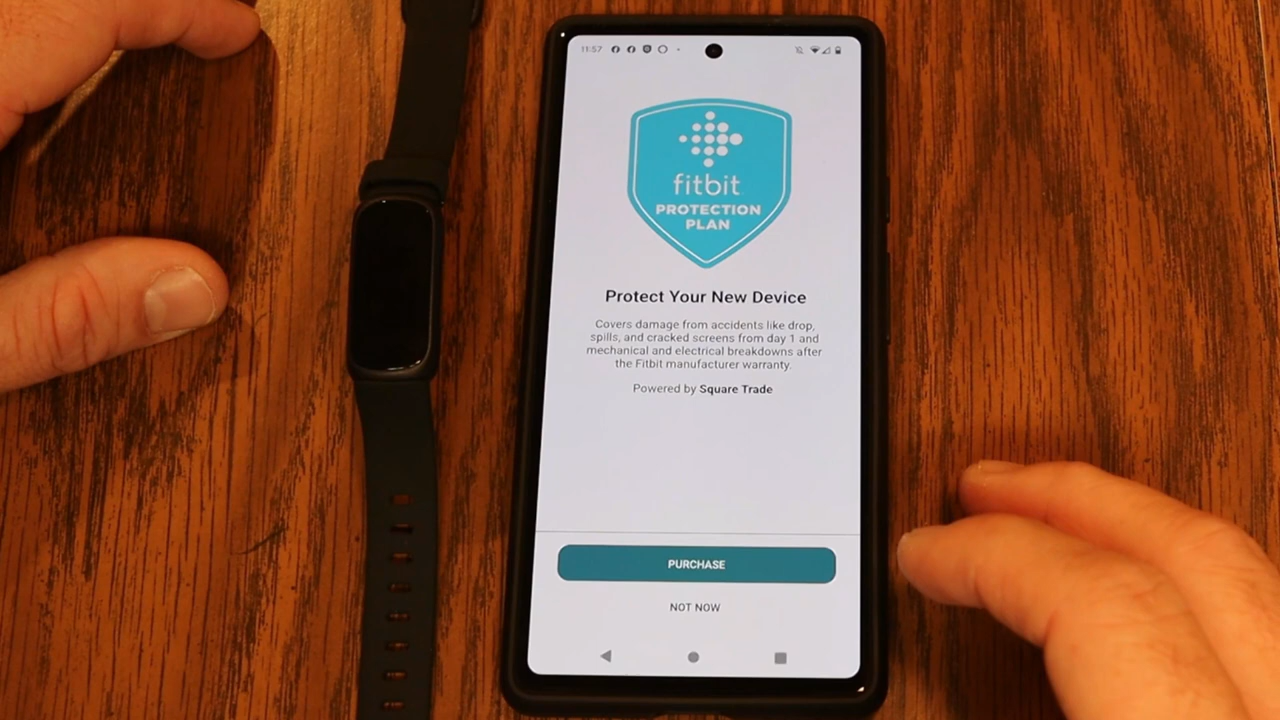 11:57
fitbit
PROTECTION
PLAN
Protect Your New Device
Covers damage from accidents like drop,
spills, and cracked screens from day 1 and
mechanical and electrical breakdowns after
the Fitbit manufacturer warranty.
Powered by Square Trade
PURCHASE
NOT NOW